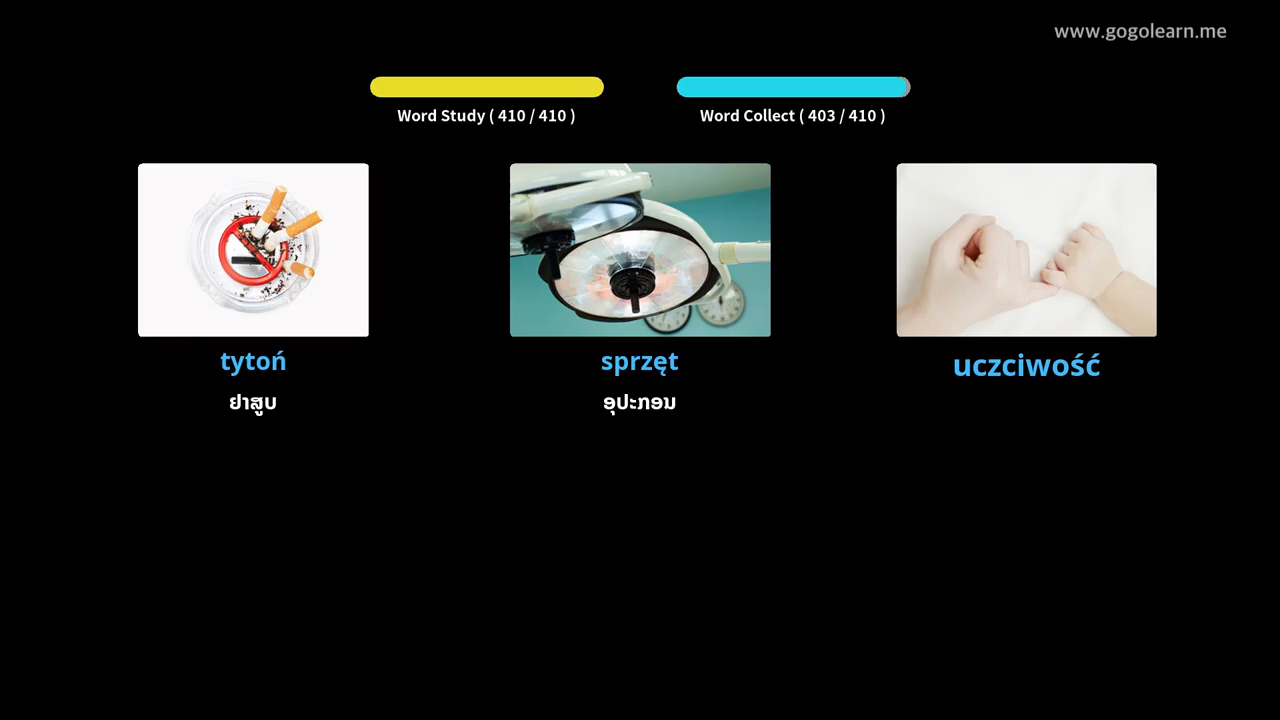 www.gogolearn.me
Word Study ( 410 / 410 )
Word Collect ( 403 / 410 )
tytoń
sprzęt
uczciwość
ຢາສູບ
ອຸປະກອນ